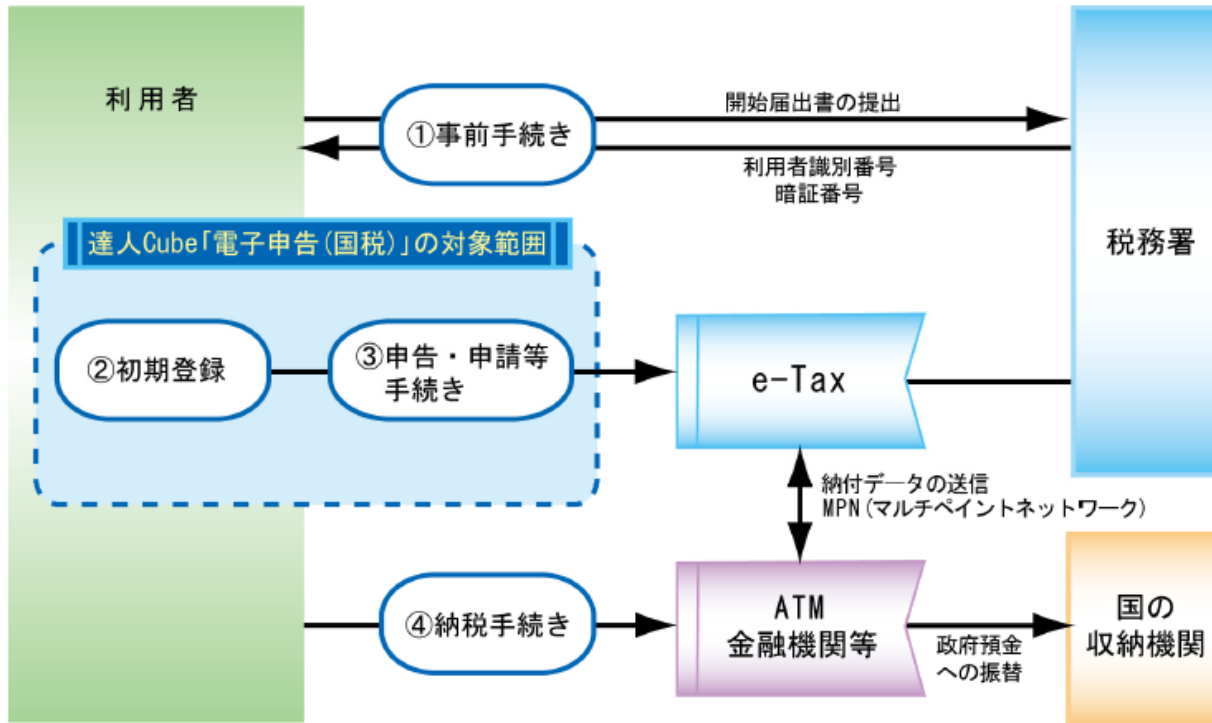 利用者
①事前手続き
開始届出書の提出
利用者識別番号
暗証番号
税務署
達人Cube「電子申告(国税)」の対象範囲
②初期登録
③申告・申請等
手続き
e-Tax
納付データの送信
MPN(マルチペイントネットワーク)
④納税手続き
ATM
金融機関等
政府預金
への振替
国の
収納機関